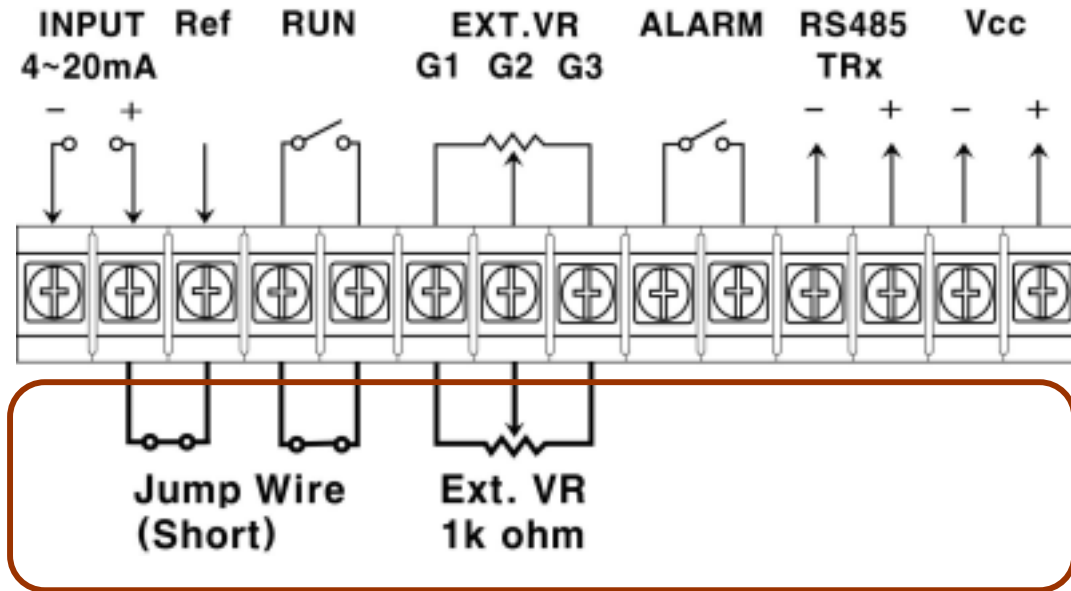 INPUT Ref RUN EXT.VR ALARM RS485 Vcc
4~20mA G1 G2 G3 TRx
− + − + − +
Jump Wire Ext. VR
(Short) 1k ohm